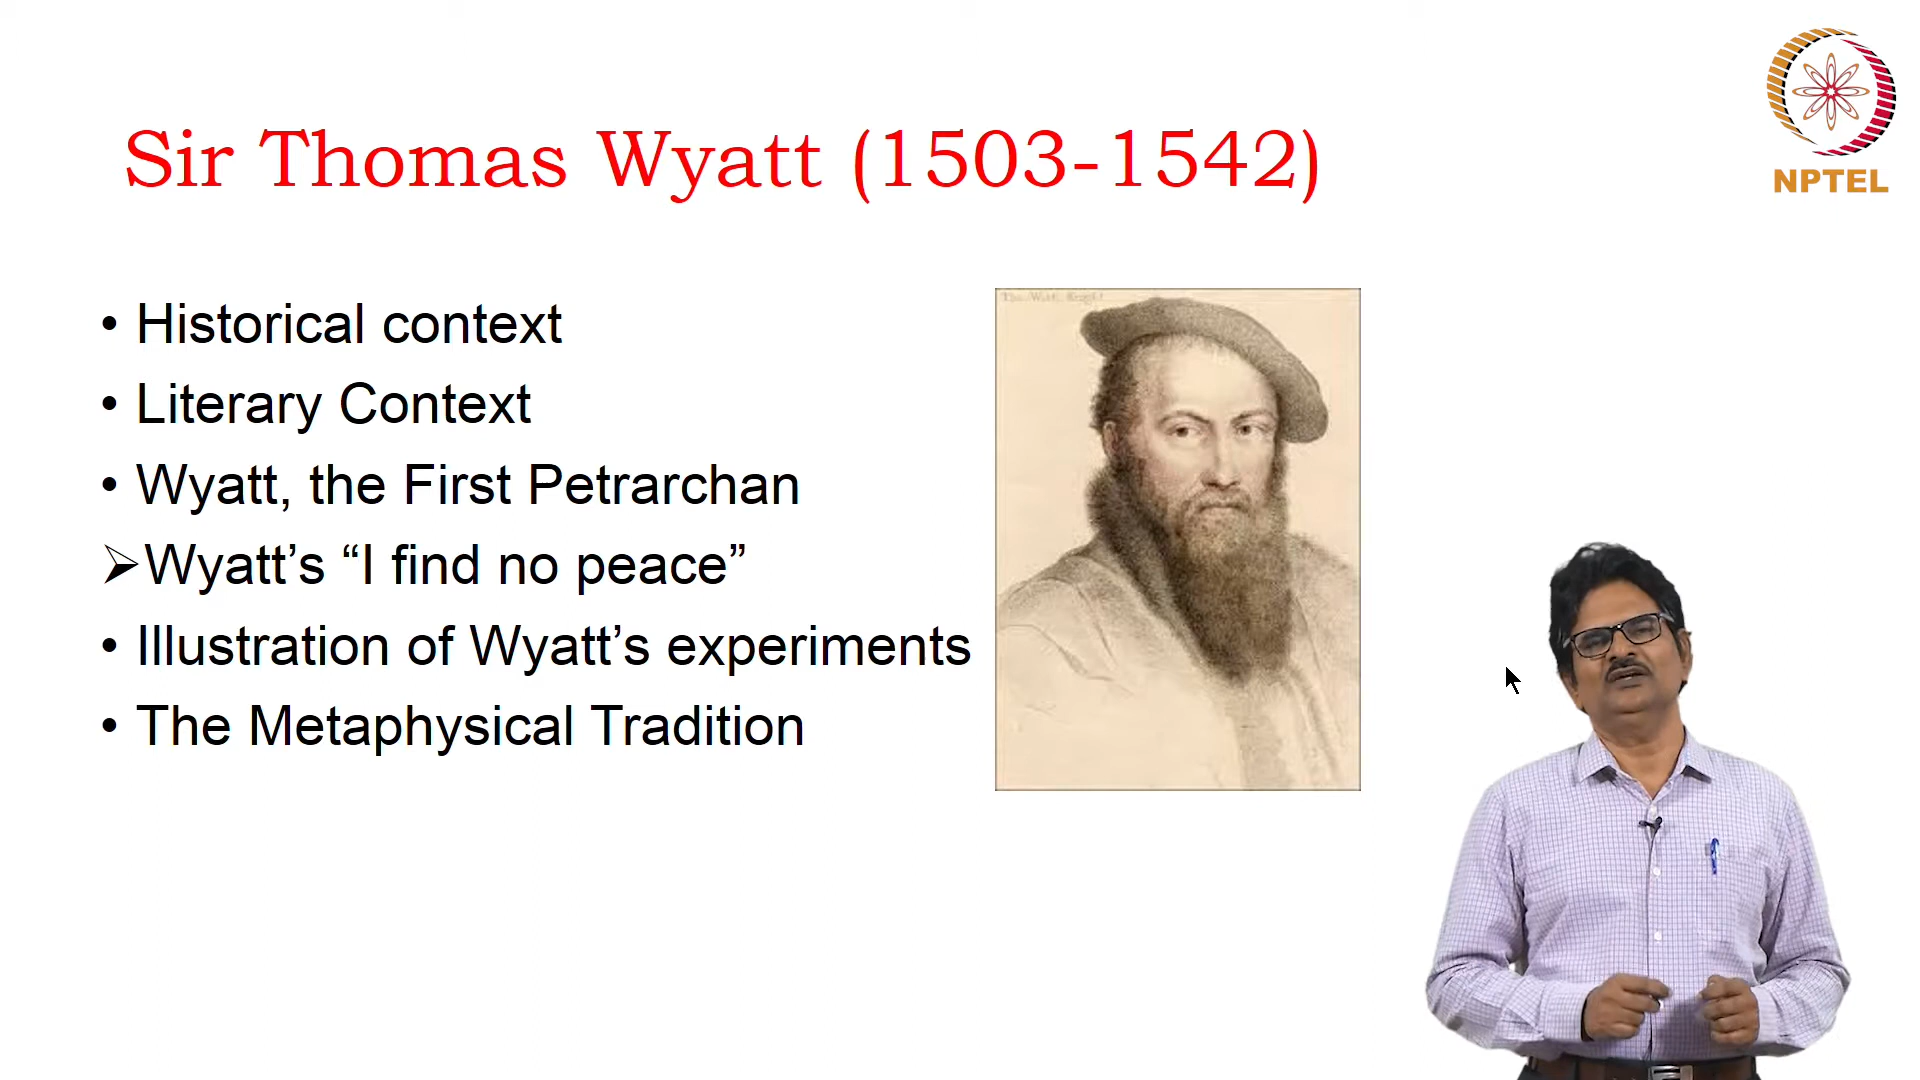 NPTEL
Sir Thomas Wyatt (1503-1542)
• Historical context
• Literary Context
• Wyatt, the First Petrarchan
➢Wyatt’s “I find no peace”
• Illustration of Wyatt’s experiments
• The Metaphysical Tradition